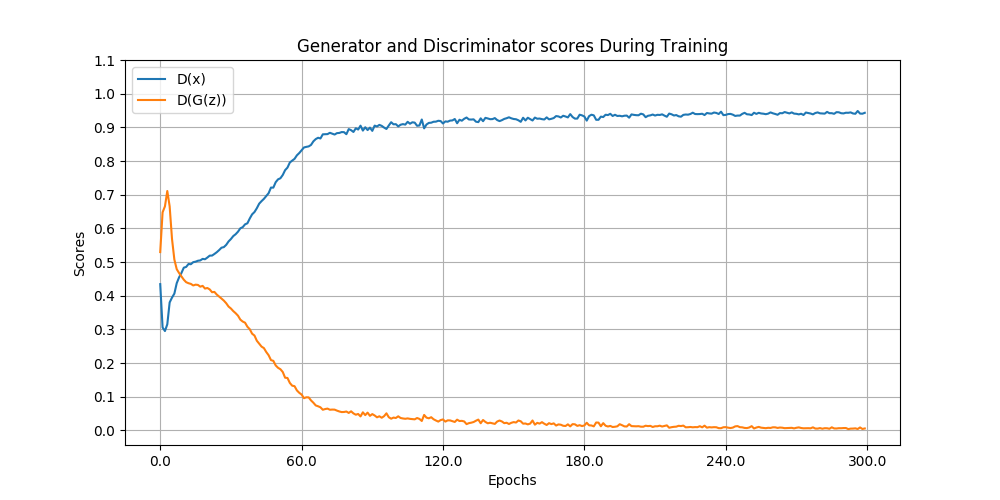 Generator and Discriminator scores During Training
D(x)
D(G(z))
Scores
1.1
1.0
0.9
0.8
0.7
0.6
0.5
0.4
0.3
0.2
0.1
0.0
0.0 60.0 120.0 180.0 240.0 300.0
Epochs